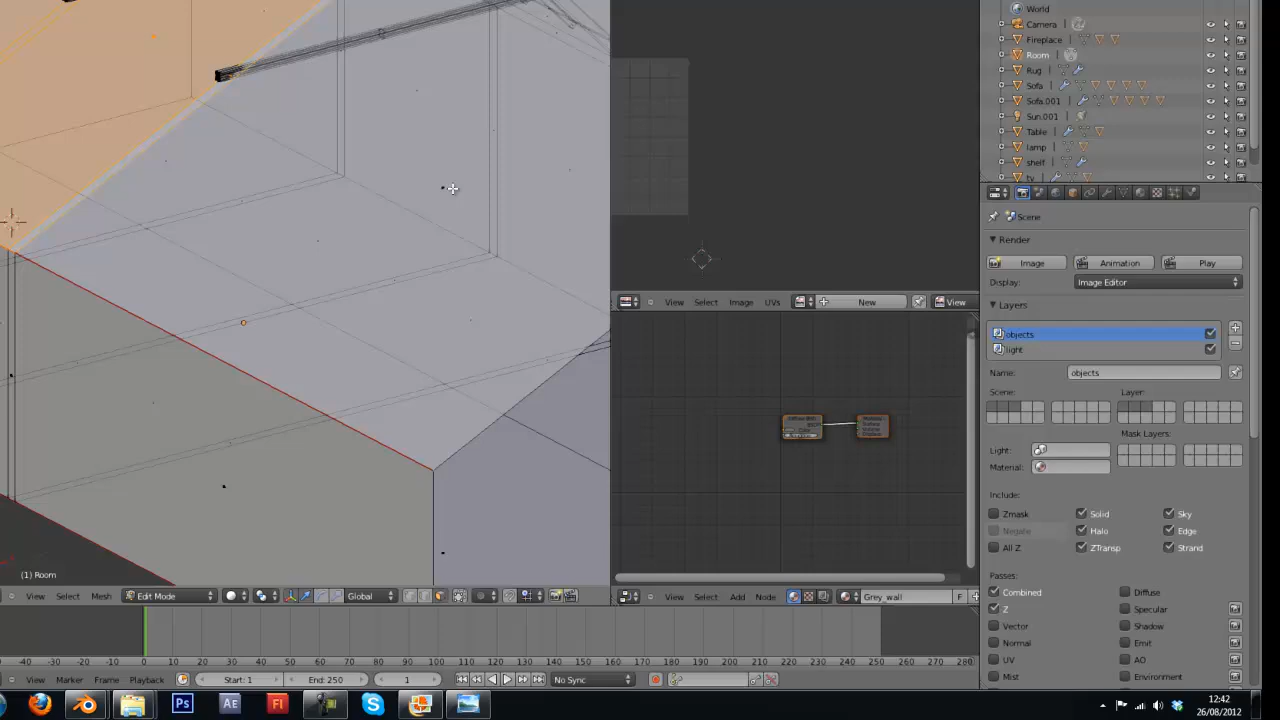 World
Camera
Fireplace
Room
Rug
Sofa
Sofa.001
Sun.001
Table
lamp
shelf
tv
Scene
Render
Image Animation Play
Display: Image Editor
Layers
objects
light
Name: objects
Scene: Layer:
Mask Layers:
Light:
Material:
Include:
Zmask Solid Sky
Negate Halo Edge
All Z ZTransp Strand
Passes:
Combined Diffuse
Z Specular
Vector Shadow
Normal Emit
UV AO
Mist Environment
View Select Image UVs New View
(1) Room
View Select Mesh Edit Mode Global
View Select Add Node Grey_wall F
-40 -30 -20 -10 0 10 20 30 40 50 60 70 80 90 100 110 120 130 140 150 160 170 180 190 200 210 220 230 240 250 260 270 280
View Marker Frame Playback Start: 1 End: 250 1 No Sync
Ps Ae Fl
12:42
26/08/2012